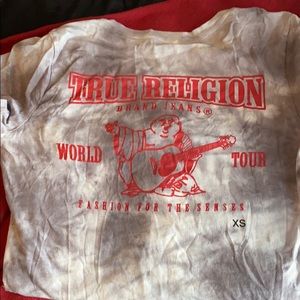 TRUE RELIGION
BRAND JEANS®
WORLD TOUR
FASHION FOR THE SENSES
XS